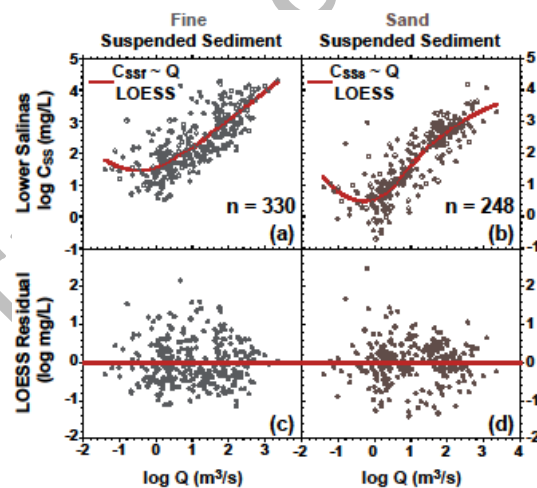 Fine
Suspended Sediment
Sand
Suspended Sediment
Lower Salinas
log Css (mg/L)
5
4
3
2
1
0
-1
CSSf ~ Q
LOESS
n = 330
(a)
CSSs ~ Q
LOESS
n = 248
(b)
5
4
3
2
1
0
-1
LOESS Residual
(log mg/L)
2
1
0
-1
-2
(c)
(d)
2
1
0
-1
-2
-2 -1 0 1 2 3 -2 -1 0 1 2 3 4
log Q (m³/s)
log Q (m³/s)